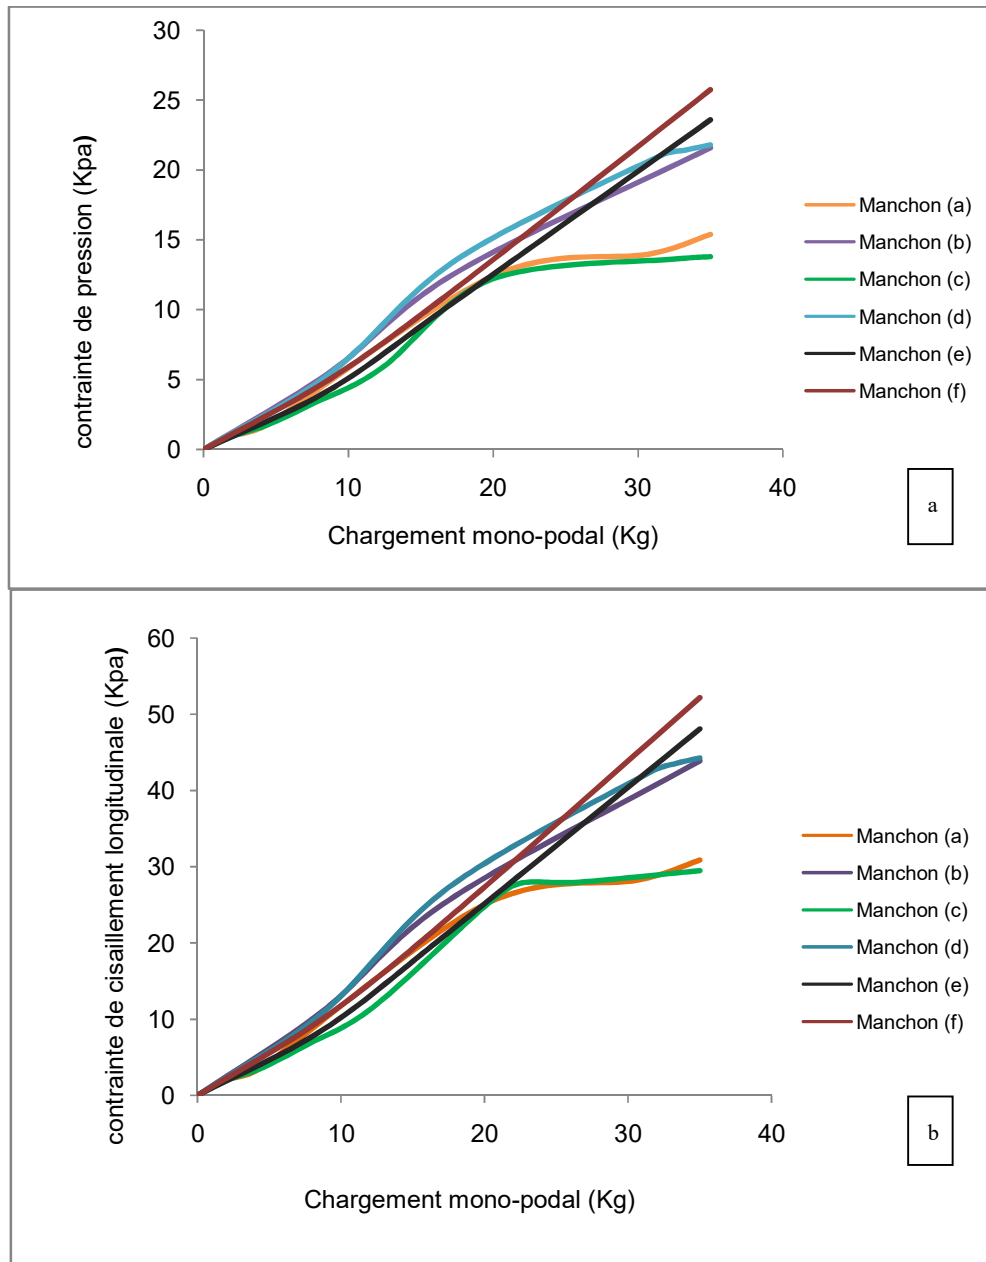 30
25
20
15
10
5
0
contrainte de pression (Kpa)
0 10 20 30 40
Chargement mono-podal (Kg)
Manchon (a)
Manchon (b)
Manchon (c)
Manchon (d)
Manchon (e)
Manchon (f)
a
60
50
40
30
20
10
0
contrainte de cisaillement longitudinale (Kpa)
0 10 20 30 40
Chargement mono-podal (Kg)
Manchon (a)
Manchon (b)
Manchon (c)
Manchon (d)
Manchon (e)
Manchon (f)
b